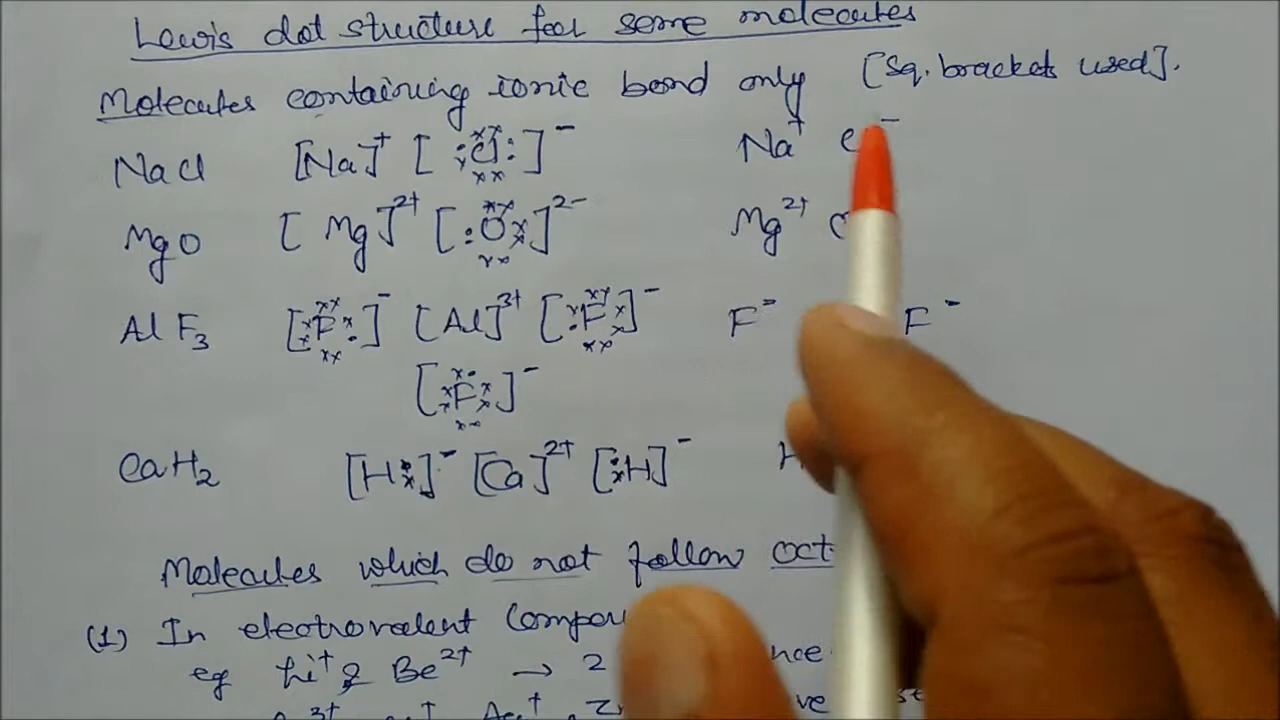 Lewis dot structure for some molecules
Molecules containing ionic bond only [Sq. brackets used].
NaCl [Na]⁺ [:Cl:]⁻ Na⁺
MgO [Mg]²⁺ [:O]²⁻ Mg²⁺
AlF₃ [F]⁻ [Al]³⁺ [F]⁻ F⁻ F⁻
[F]⁻
CaH₂ [H]⁻ [Ca]²⁺ [H]⁻ H
Molecules which do not follow oct
(1) In electrovalent Compou
eg Li⁺ & Be²⁺ → 2